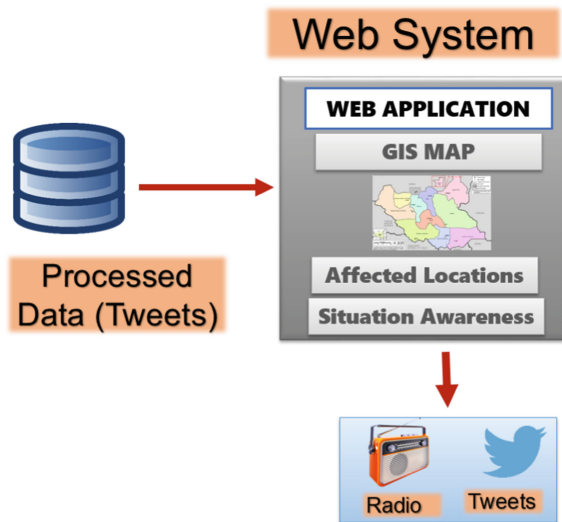 Web System
WEB APPLICATION
GIS MAP
Processed
Data (Tweets)
Affected Locations
Situation Awareness
Radio
Tweets